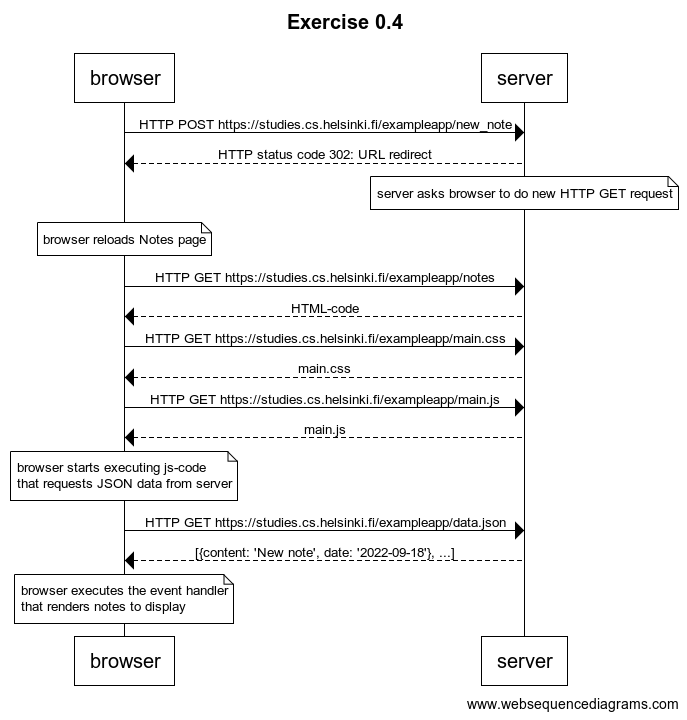 Exercise 0.4
browser
server
HTTP POST https://studies.cs.helsinki.fi/exampleapp/new_note
HTTP status code 302: URL redirect
server asks browser to do new HTTP GET request
browser reloads Notes page
HTTP GET https://studies.cs.helsinki.fi/exampleapp/notes
HTML-code
HTTP GET https://studies.cs.helsinki.fi/exampleapp/main.css
main.css
HTTP GET https://studies.cs.helsinki.fi/exampleapp/main.js
main.js
browser starts executing js-code
that requests JSON data from server
HTTP GET https://studies.cs.helsinki.fi/exampleapp/data.json
[{content: 'New note', date: '2022-09-18'}, ...]
browser executes the event handler
that renders notes to display
browser
server
www.websequencediagrams.com